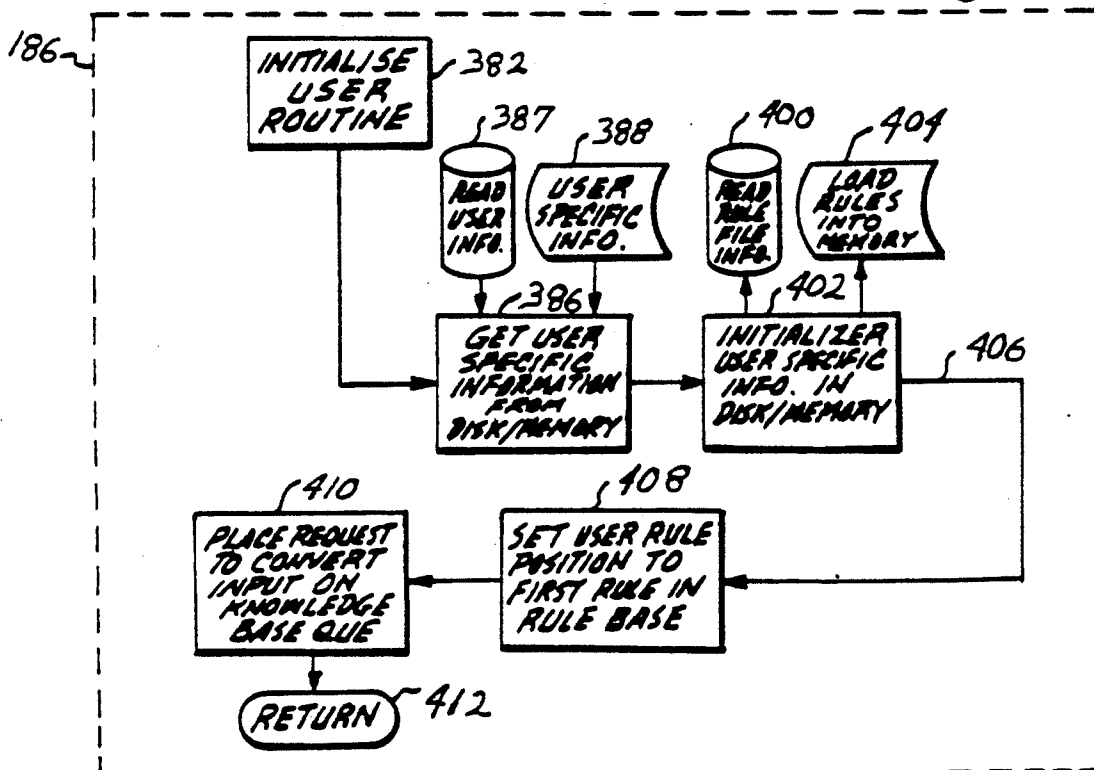 186
INITIALISE
USER
ROUTINE
382
387
READ
USER
INFO.
388
USER
SPECIFIC
INFO.
400
READ
RULE
FILE
INFO.
404
LOAD
RULES
INTO
MEMORY
386
GET USER
SPECIFIC
INFORMATION
FROM
DISK/MEMORY
402
INITIALIZER
USER SPECIFIC
INFO. IN
DISK/MEMORY
406
410
PLACE REQUEST
TO CONVERT
INPUT ON
KNOWLEDGE
BASE QUE
408
SET USER RULE
POSITION TO
FIRST RULE IN
RULE BASE
RETURN
412